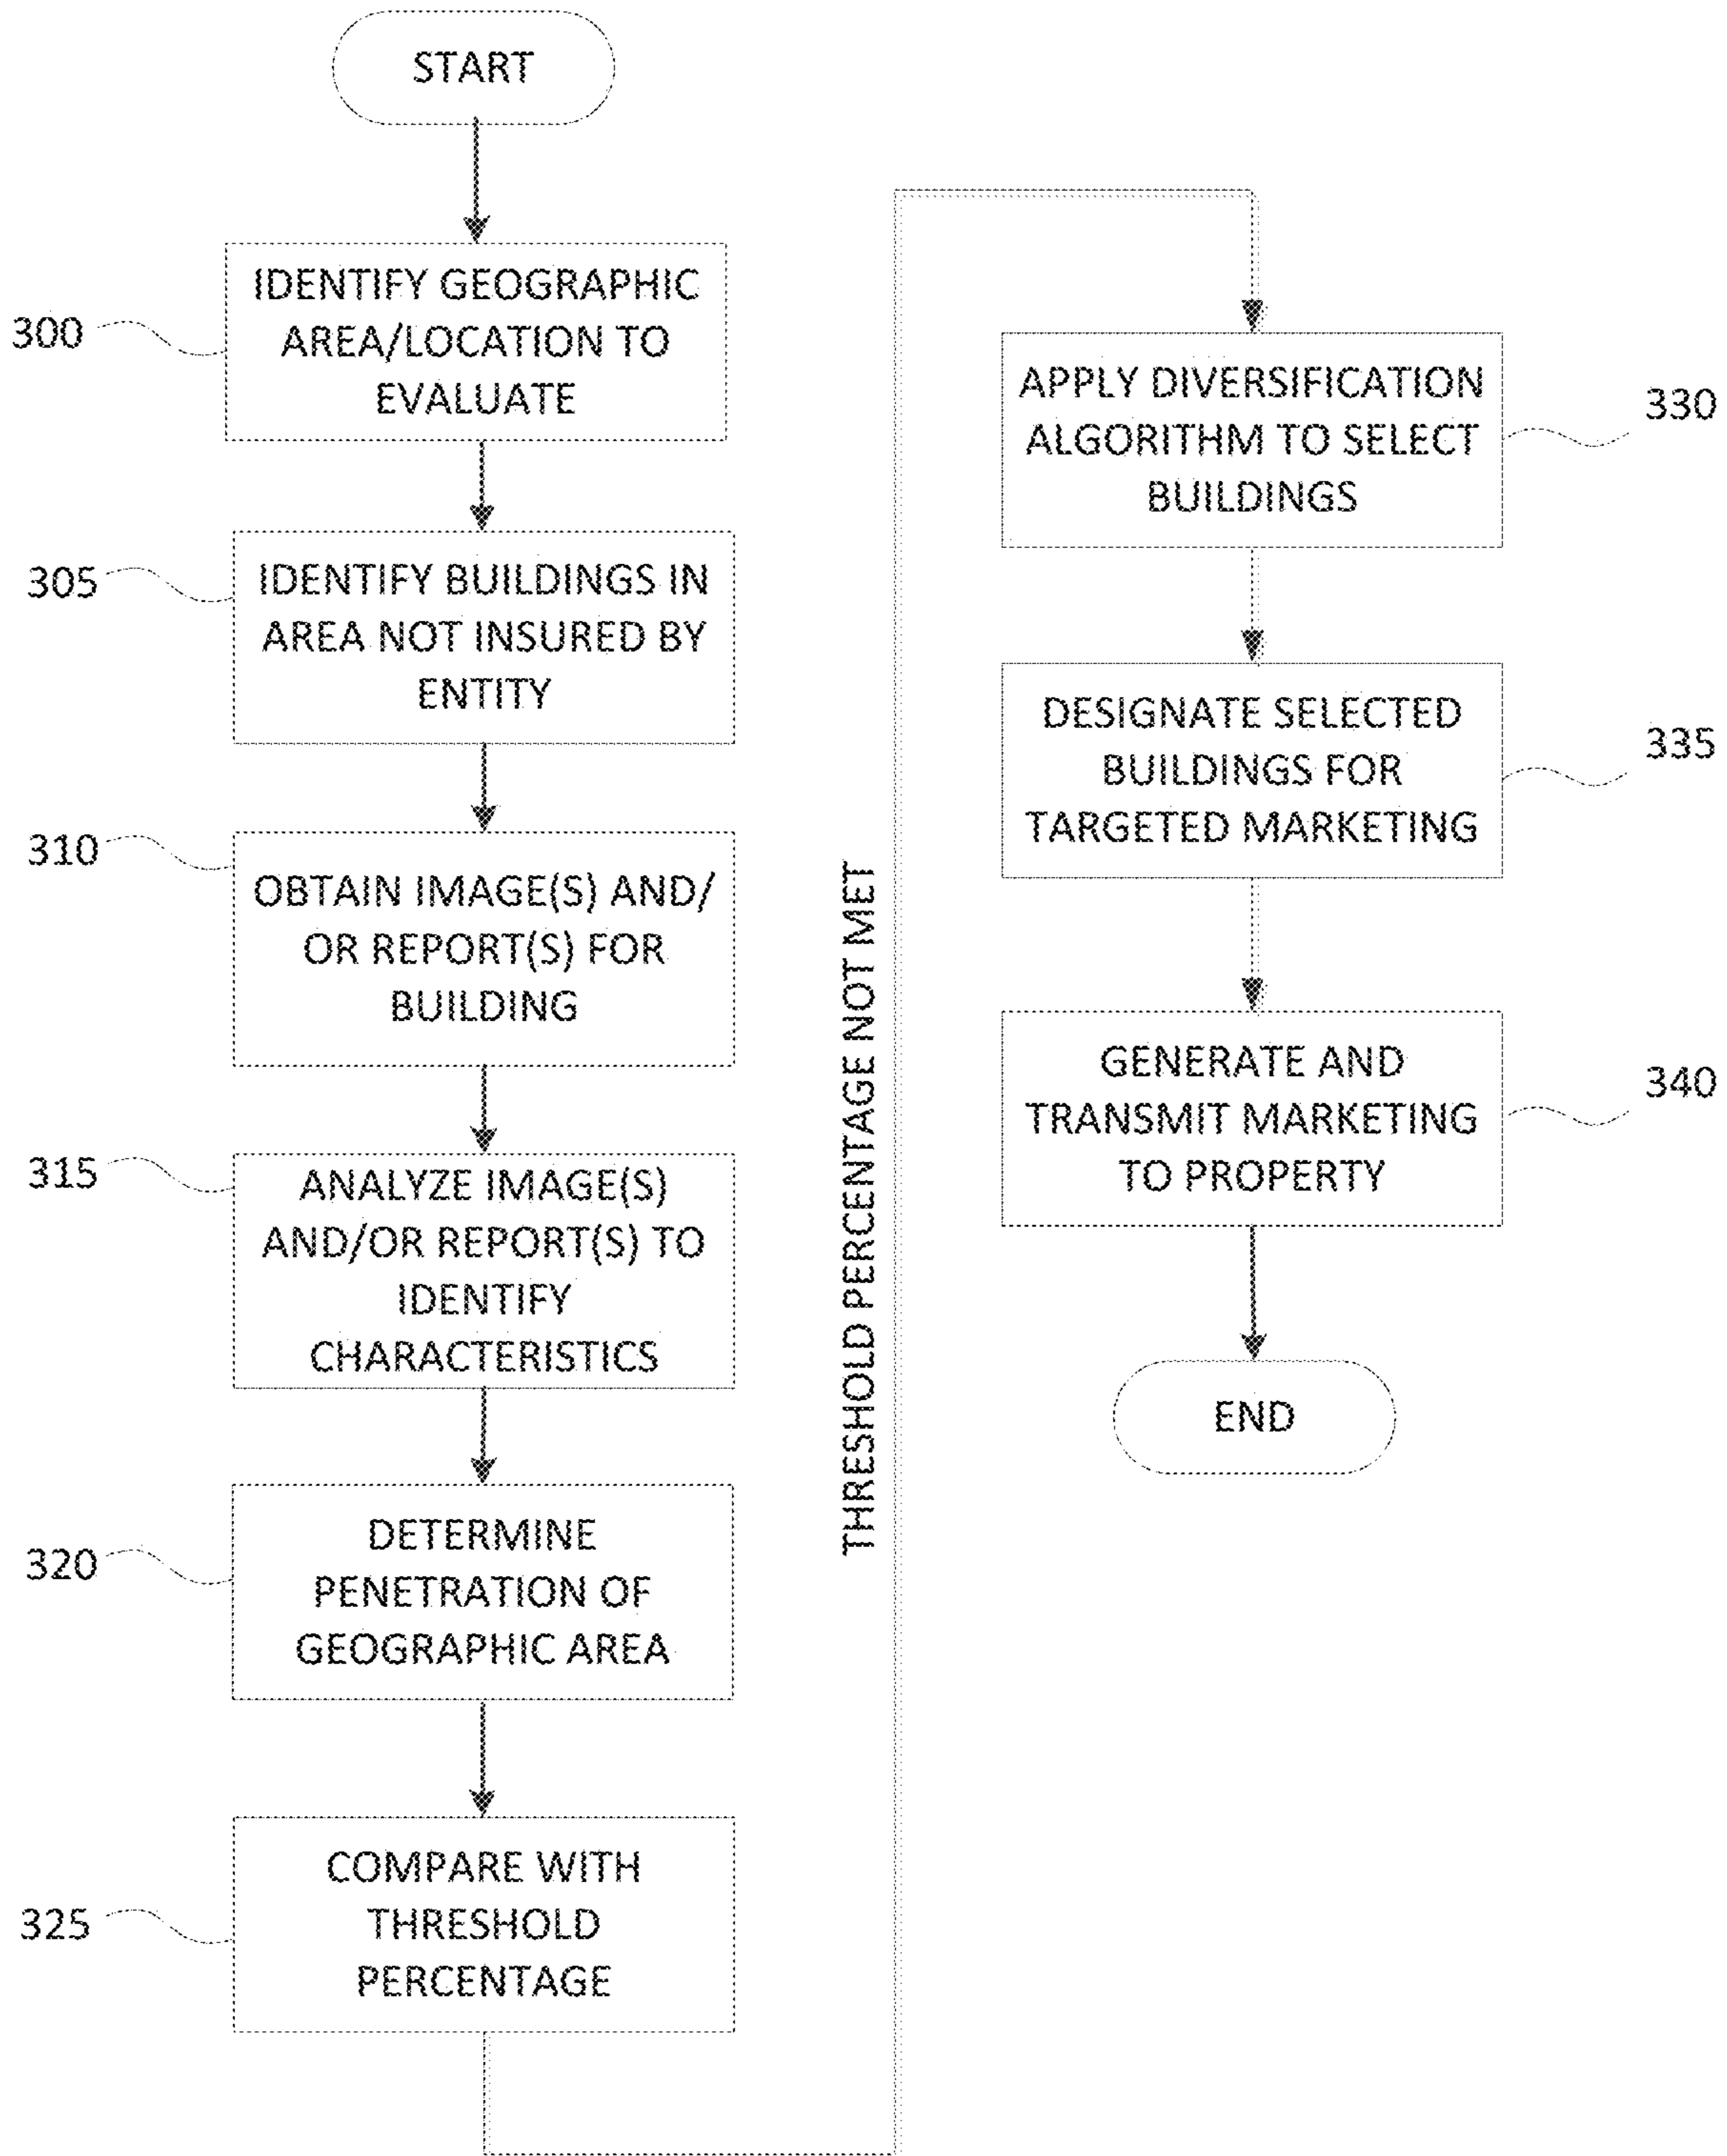 START
300
IDENTIFY GEOGRAPHIC
AREA/LOCATION TO
EVALUATE
305
IDENTIFY BUILDINGS IN
AREA NOT INSURED BY
ENTITY
310
OBTAIN IMAGE(S) AND/
OR REPORT(S) FOR
BUILDING
315
ANALYZE IMAGE(S)
AND/OR REPORT(S) TO
IDENTIFY
CHARACTERISTICS
320
DETERMINE
PENETRATION OF
GEOGRAPHIC AREA
325
COMPARE WITH
THRESHOLD
PERCENTAGE
THRESHOLD PERCENTAGE NOT MET
APPLY DIVERSIFICATION
ALGORITHM TO SELECT
BUILDINGS
330
DESIGNATE SELECTED
BUILDINGS FOR
TARGETED MARKETING
335
GENERATE AND
TRANSMIT MARKETING
TO PROPERTY
340
END